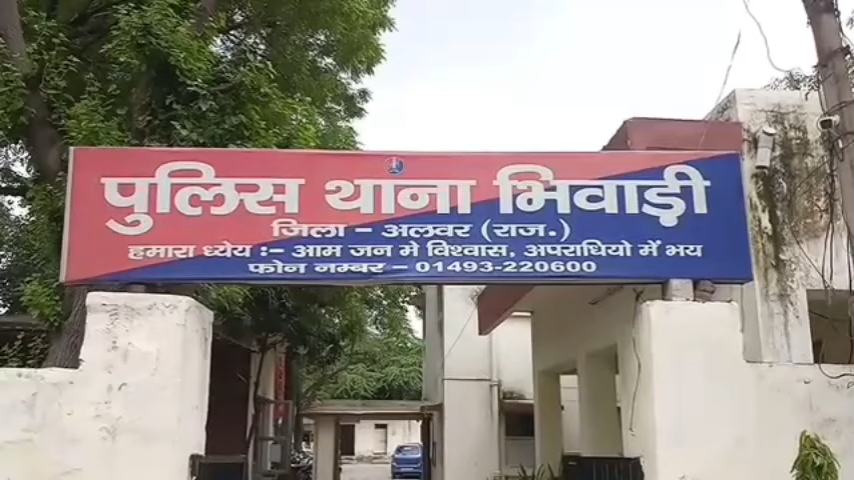 पुलिस थाना भिवाड़ी
जिला – अलवर (राज.)
हमारा ध्येय :- आम जन मे विश्वास, अपराधियो में भय
फोन नम्बर – 01493-220600